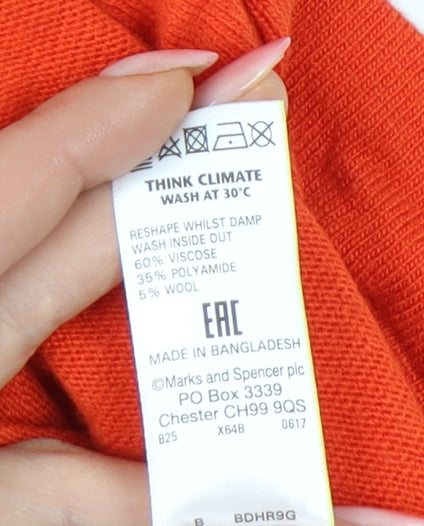 THINK CLIMATE
WASH AT 30°C
RESHAPE WHILST DAMP
WASH INSIDE OUT
60% VISCOSE
35% POLYAMIDE
5% WOOL
EAC
MADE IN BANGLADESH
©Marks and Spencer plc
PO Box 3339
Chester CH99 9QS
B25 X64B 0617
B BDHR9G